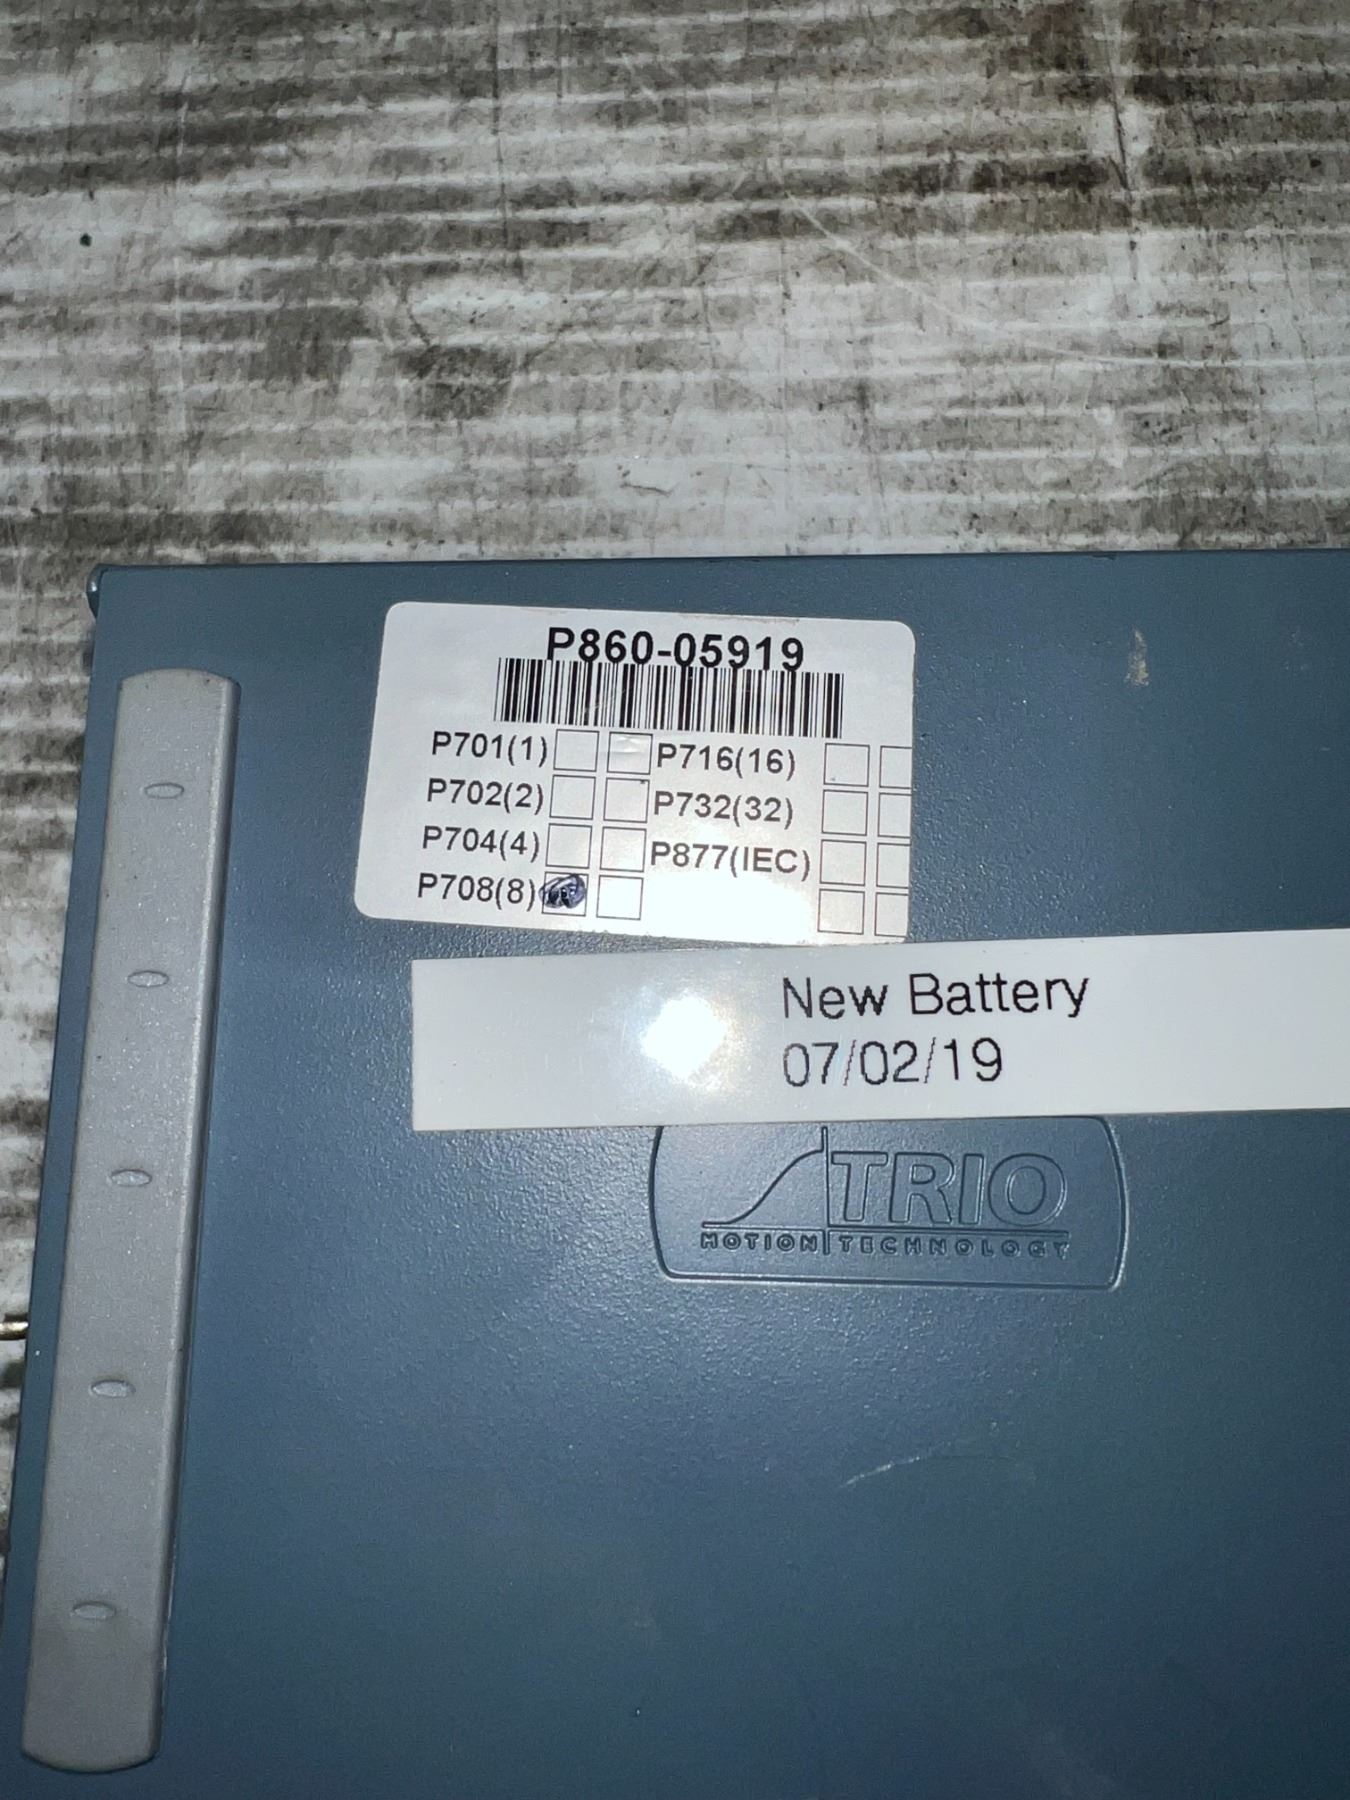 P860-05919
P701(1) P716(16)
P702(2) P732(32)
P704(4) P877(IEC)
P708(8)
New Battery
07/02/19
TRIO
MOTION TECHNOLOGY